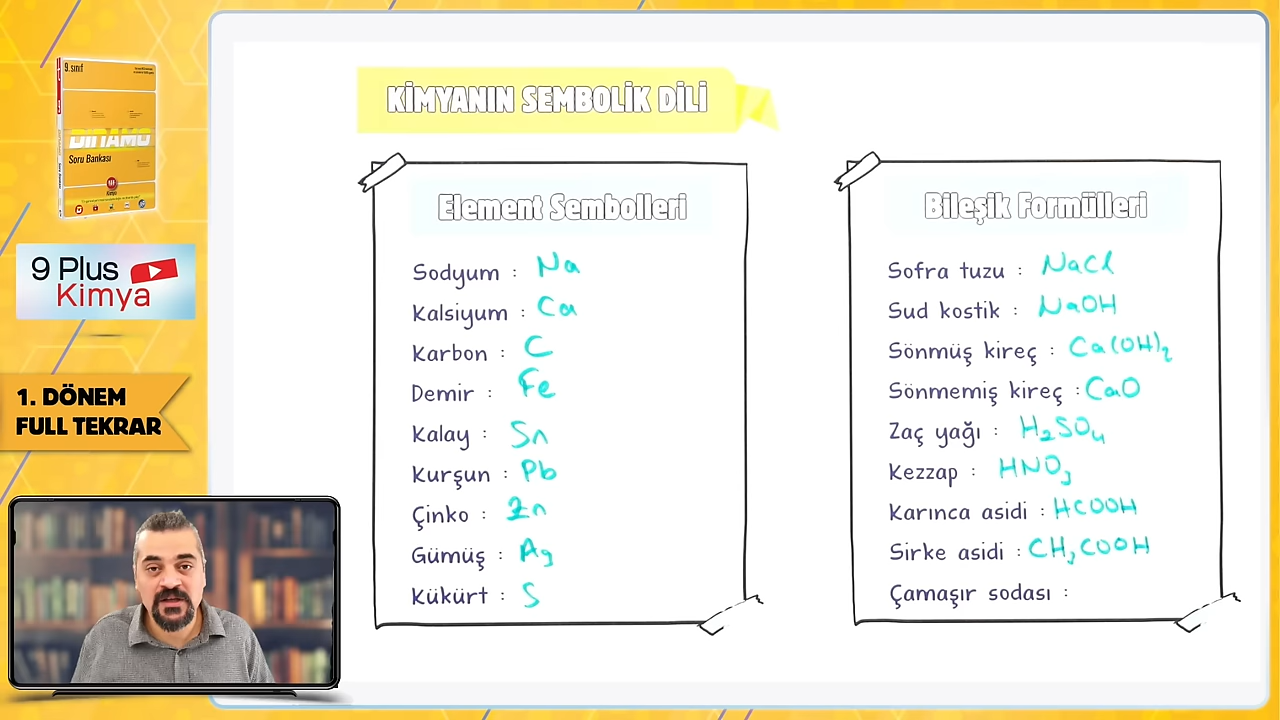 9.sınıf
DİNAMO
Soru Bankası
Kimya
9 Plus
Kimya
1. DÖNEM
FULL TEKRAR
KİMYANIN SEMBOLİK DİLİ
Element Sembolleri
Sodyum : Na
Kalsiyum : Ca
Karbon : C
Demir : Fe
Kalay : Sn
Kurşun : Pb
Çinko : Zn
Gümüş : Ag
Kükürt : S
Bileşik Formülleri
Sofra tuzu : NaCl
Sud kostik : NaOH
Sönmüş kireç : Ca(OH)₂
Sönmemiş kireç : CaO
Zaç yağı : H₂SO₄
Kezzap : HNO₃
Karınca asidi : HCOOH
Sirke asidi : CH₃COOH
Çamaşır sodası :